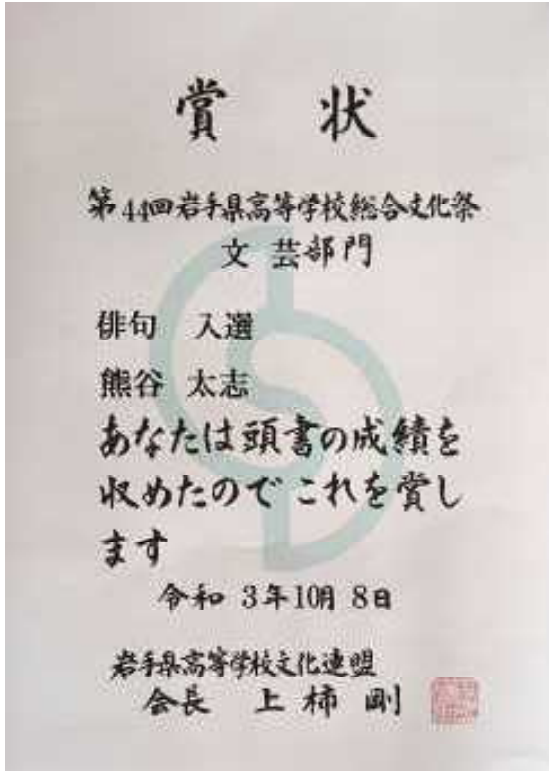 賞状
第44回岩手県高等学校総合文化祭
文芸部門
俳句 入選
熊谷 太志
あなたは頭書の成績を
収めたのでこれを賞し
ます
令和 3年10月 8日
岩手県高等学校文化連盟
会長 上柿 剛